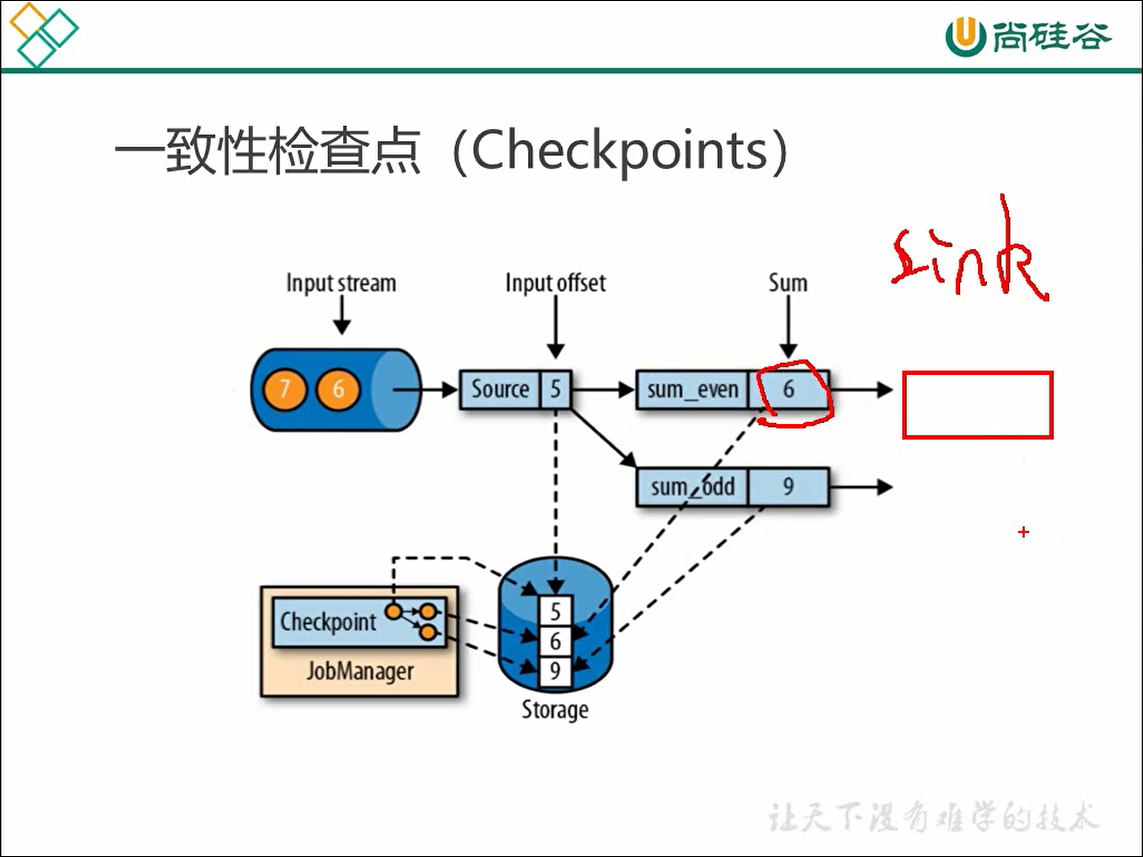 尚硅谷
一致性检查点（Checkpoints）
sink
Input stream
Input offset
Sum
7 6
Source 5
sum_even 6
sum_odd 9
Checkpoint
JobManager
5
6
9
Storage
让天下没有难学的技术